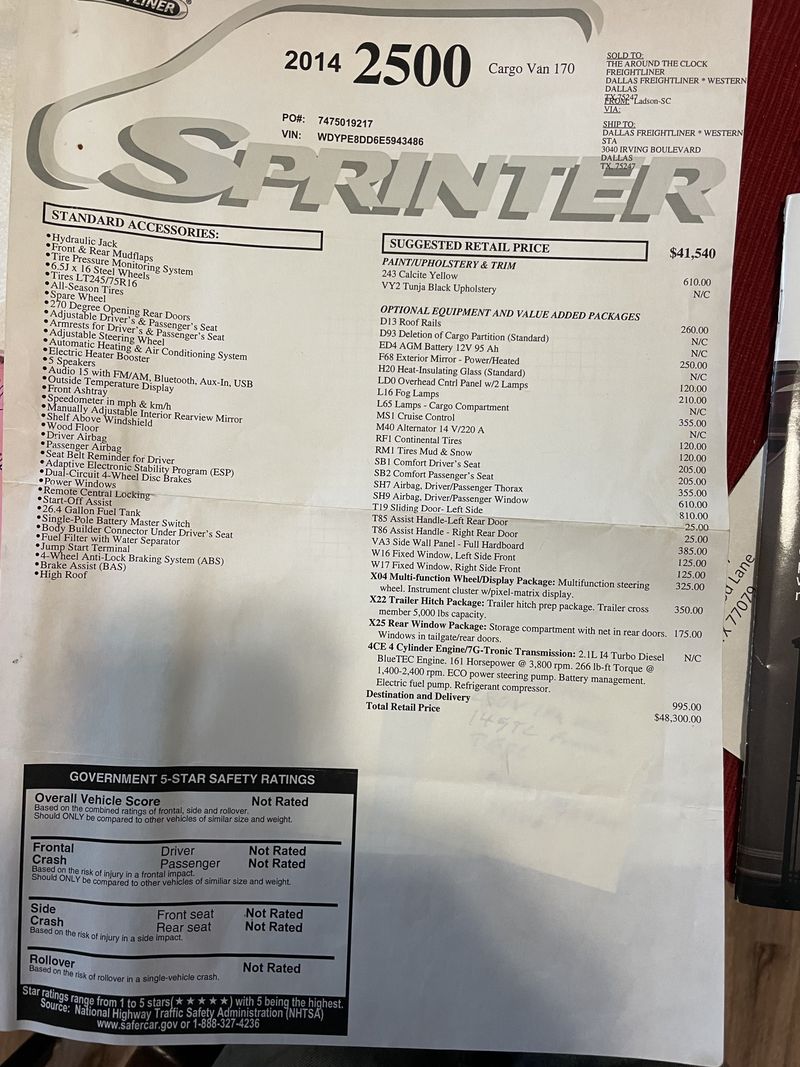 LINER
2014 2500 Cargo Van 170
PO#: 7475019217
VIN: WDYPE8DD6E5943486
SOLD TO:
THE AROUND THE CLOCK
FREIGHTLINER
DALLAS FREIGHTLINER * WESTERN
DALLAS
TX 75247
FROM: Ladson-SC
VIA:
SHIP TO:
DALLAS FREIGHTLINER * WESTERN
STA
3040 IRVING BOULEVARD
DALLAS
TX, 75247
SPRINTER
STANDARD ACCESSORIES:
•Hydraulic Jack
•Front & Rear Mudflaps
•Tire Pressure Monitoring System
•6.5J x 16 Steel Wheels
•Tires LT245/75R16
•All-Season Tires
•Spare Wheel
•270 Degree Opening Rear Doors
•Adjustable Driver's & Passenger's Seat
•Armrests for Driver's & Passenger's Seat
•Adjustable Steering Wheel
•Automatic Heating & Air Conditioning System
•Electric Heater Booster
•5 Speakers
•Audio 15 with FM/AM, Bluetooth, Aux-In, USB
•Outside Temperature Display
•Front Ashtray
•Speedometer in mph & km/h
•Manually Adjustable Interior Rearview Mirror
•Shelf Above Windshield
•Wood Floor
•Driver Airbag
•Passenger Airbag
•Seat Belt Reminder for Driver
•Adaptive Electronic Stability Program (ESP)
•Dual-Circuit 4-Wheel Disc Brakes
•Power Windows
•Remote Central Locking
•Start-Off Assist
•26.4 Gallon Fuel Tank
•Single-Pole Battery Master Switch
•Body Builder Connector Under Driver's Seat
•Fuel Filter with Water Separator
•Jump Start Terminal
•4-Wheel Anti-Lock Braking System (ABS)
•Brake Assist (BAS)
•High Roof
SUGGESTED RETAIL PRICE $41,540
PAINT/UPHOLSTERY & TRIM
243 Calcite Yellow 610.00
VY2 Tunja Black Upholstery N/C
OPTIONAL EQUIPMENT AND VALUE ADDED PACKAGES
D13 Roof Rails 260.00
D93 Deletion of Cargo Partition (Standard) N/C
ED4 AGM Battery 12V 95 Ah N/C
F68 Exterior Mirror - Power/Heated 250.00
H20 Heat-Insulating Glass (Standard) N/C
LD0 Overhead Cntrl Panel w/2 Lamps 120.00
L16 Fog Lamps 210.00
L65 Lamps - Cargo Compartment N/C
MS1 Cruise Control 355.00
M40 Alternator 14 V/220 A N/C
RF1 Continental Tires 120.00
RM1 Tires Mud & Snow 120.00
SB1 Comfort Driver's Seat 205.00
SB2 Comfort Passenger's Seat 205.00
SH7 Airbag, Driver/Passenger Thorax 355.00
SH9 Airbag, Driver/Passenger Window 610.00
T19 Sliding Door- Left Side 810.00
T85 Assist Handle-Left Rear Door 25.00
T86 Assist Handle - Right Rear Door 25.00
VA3 Side Wall Panel - Full Hardboard 385.00
W16 Fixed Window, Left Side Front 125.00
W17 Fixed Window, Right Side Front 125.00
X04 Multi-function Wheel/Display Package: Multifunction steering 325.00
wheel. Instrument cluster w/pixel-matrix display.
X22 Trailer Hitch Package: Trailer hitch prep package. Trailer cross 350.00
member 5,000 lbs capacity.
X25 Rear Window Package: Storage compartment with net in rear doors. 175.00
Windows in tailgate/rear doors.
4CE 4 Cylinder Engine/7G-Tronic Transmission: 2.1L I4 Turbo Diesel N/C
BlueTEC Engine. 161 Horsepower @ 3,800 rpm. 266 lb-ft Torque @
1,400-2,400 rpm. ECO power steering pump. Battery management.
Electric fuel pump. Refrigerant compressor.
Destination and Delivery 995.00
Total Retail Price $48,300.00
GOVERNMENT 5-STAR SAFETY RATINGS
Overall Vehicle Score Not Rated
Based on the combined ratings of frontal, side and rollover.
Should ONLY be compared to other vehicles of similar size and weight.
Frontal Driver Not Rated
Crash Passenger Not Rated
Based on the risk of injury in a frontal impact.
Should ONLY be compared to other vehicles of similiar size and weight.
Side Front seat Not Rated
Crash Rear seat Not Rated
Based on the risk of injury in a side impact.
Rollover Not Rated
Based on the risk of rollover in a single-vehicle crash.
Star ratings range from 1 to 5 stars(★★★★★) with 5 being the highest.
Source: National Highway Traffic Safety Administration (NHTSA)
www.safercar.gov or 1-888-327-4236
Lane
77079